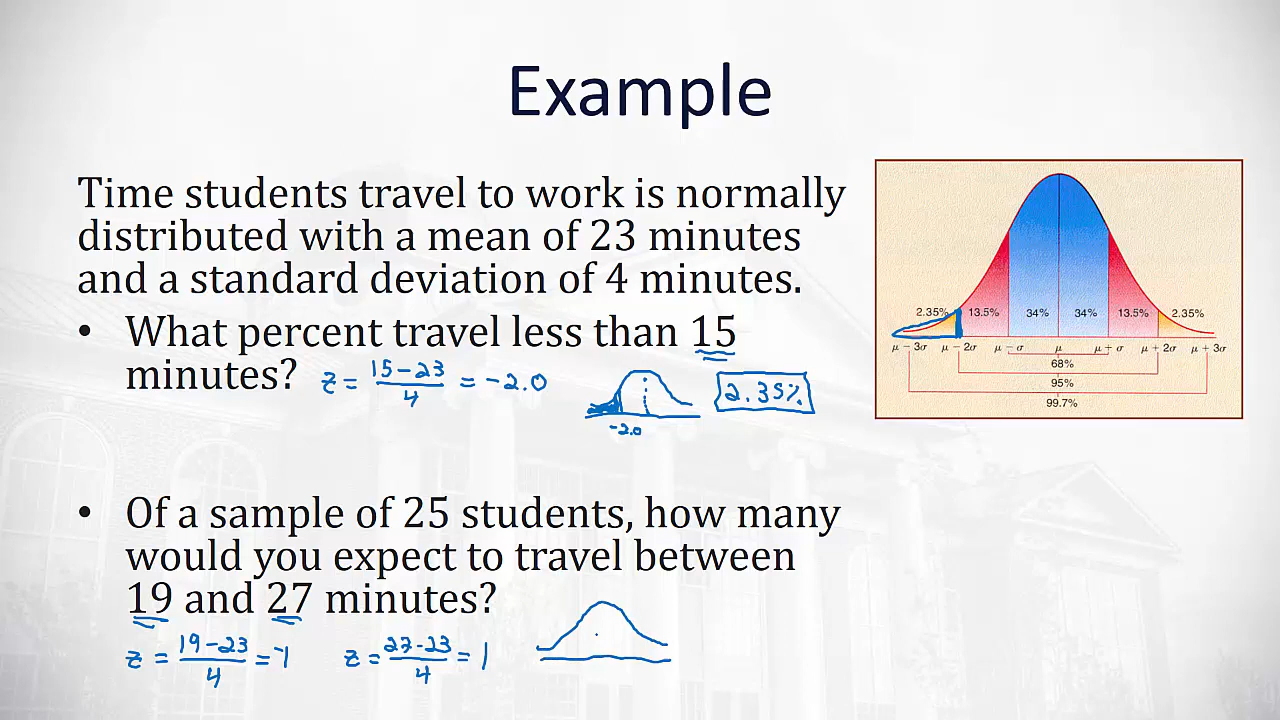 Example
Time students travel to work is normally
distributed with a mean of 23 minutes
and a standard deviation of 4 minutes.
• What percent travel less than 15
minutes? z = 15-23/4 = -2.0
-2.0
2.35%
• Of a sample of 25 students, how many
would you expect to travel between
19 and 27 minutes?
z = 19-23/4 = -1 z = 27-23/4 = 1
2.35% 13.5% 34% 34% 13.5% 2.35%
μ − 3σ μ − 2σ μ − σ μ μ + σ μ + 2σ μ + 3σ
68%
95%
99.7%